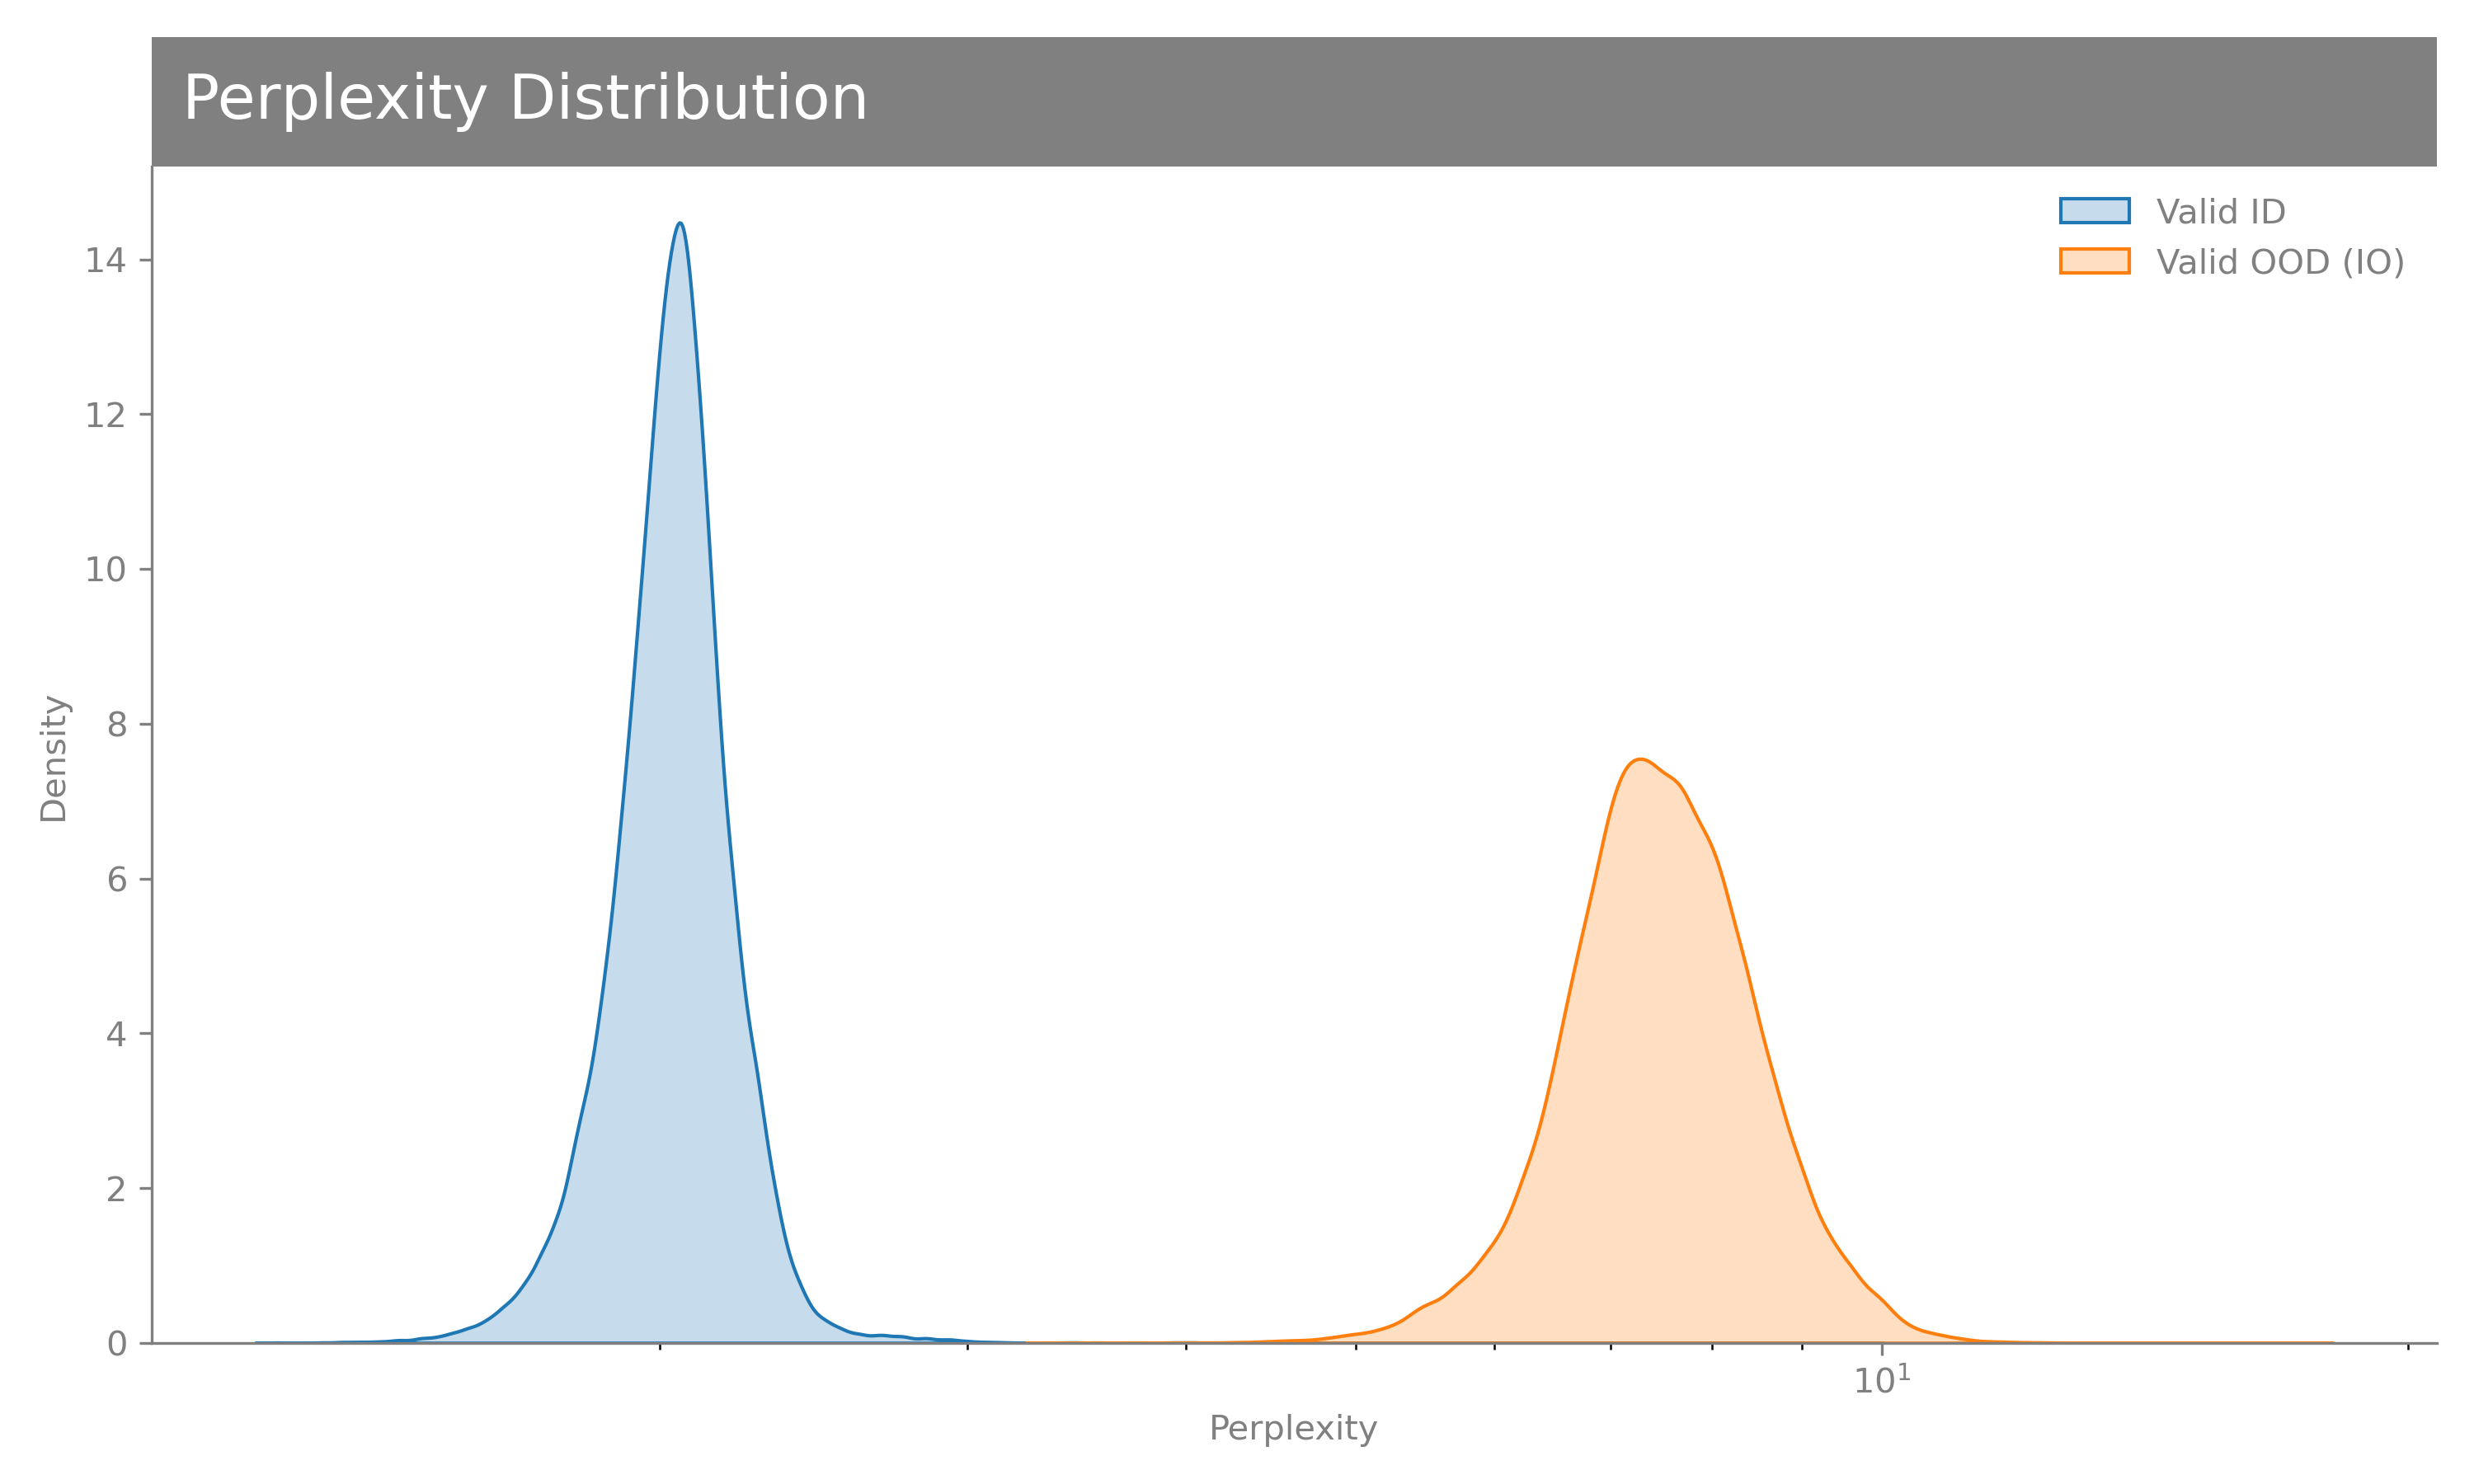 Perplexity Distribution
Valid ID
Valid OOD (IO)
14
12
10
8
6
4
2
0
Density
10¹
Perplexity